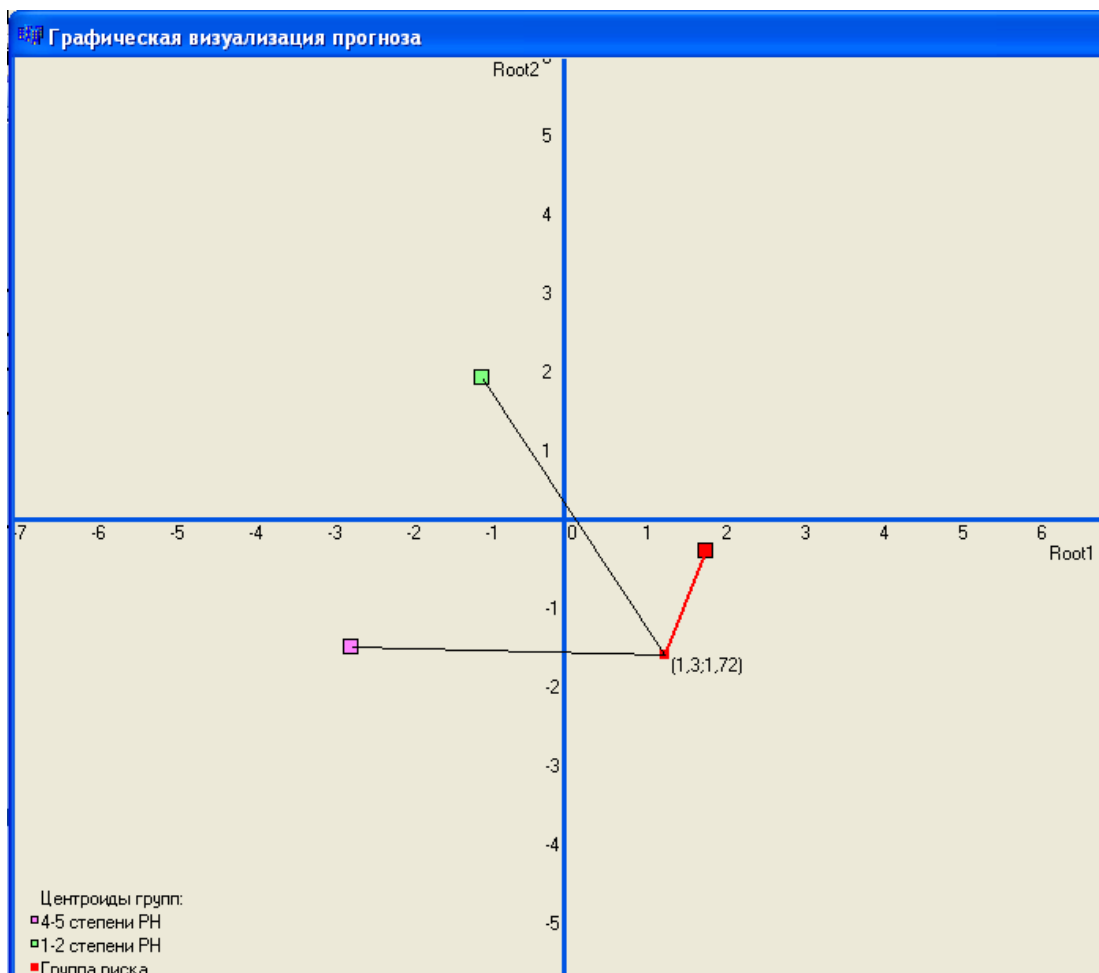 Графическая визуализация прогноза
Root2
5
4
3
2
1
-7 -6 -5 -4 -3 -2 -1 0 1 2 3 4 5 6
Root1
-1
(1,3;1,72)
-2
-3
-4
Центроиды групп:
4-5 степени РН
-5
1-2 степени РН
Группа риска